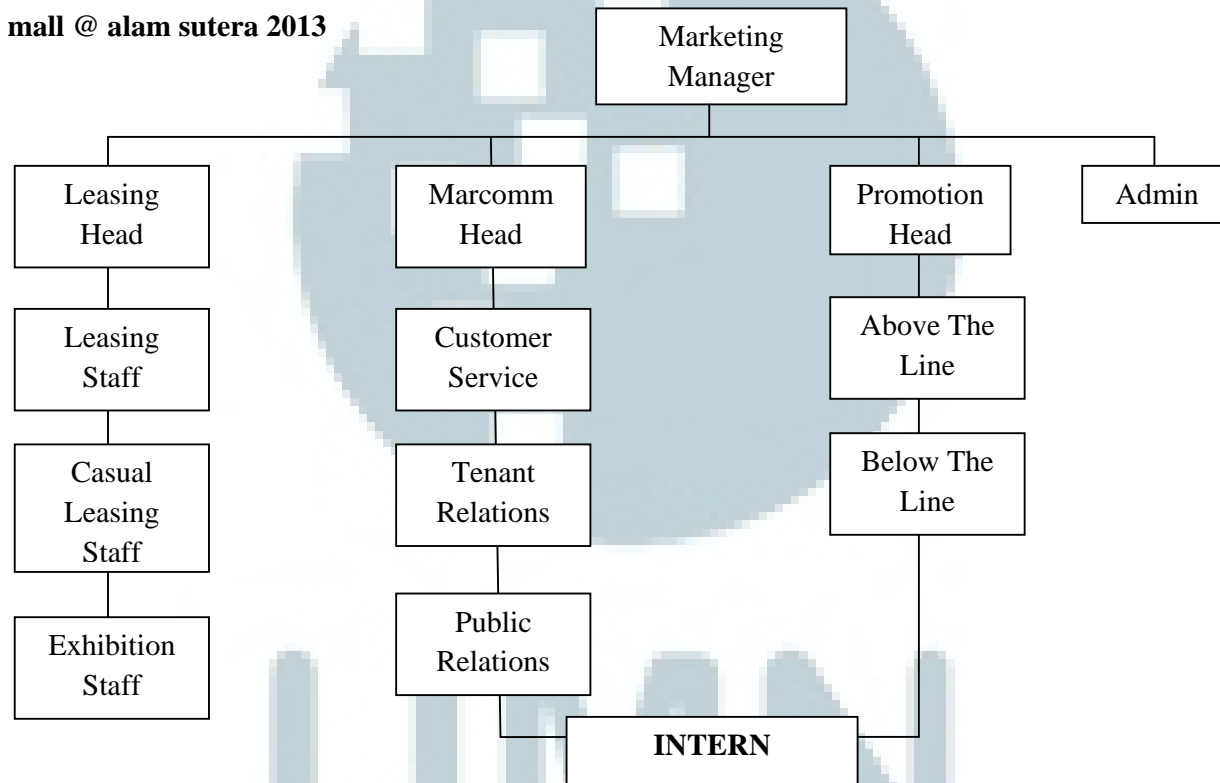 mall @ alam sutera 2013
Marketing
Manager
Leasing
Head
Marcomm
Head
Promotion
Head
Admin
Leasing
Staff
Customer
Service
Above The
Line
Casual
Leasing
Staff
Tenant
Relations
Below The
Line
Exhibition
Staff
Public
Relations
INTERN